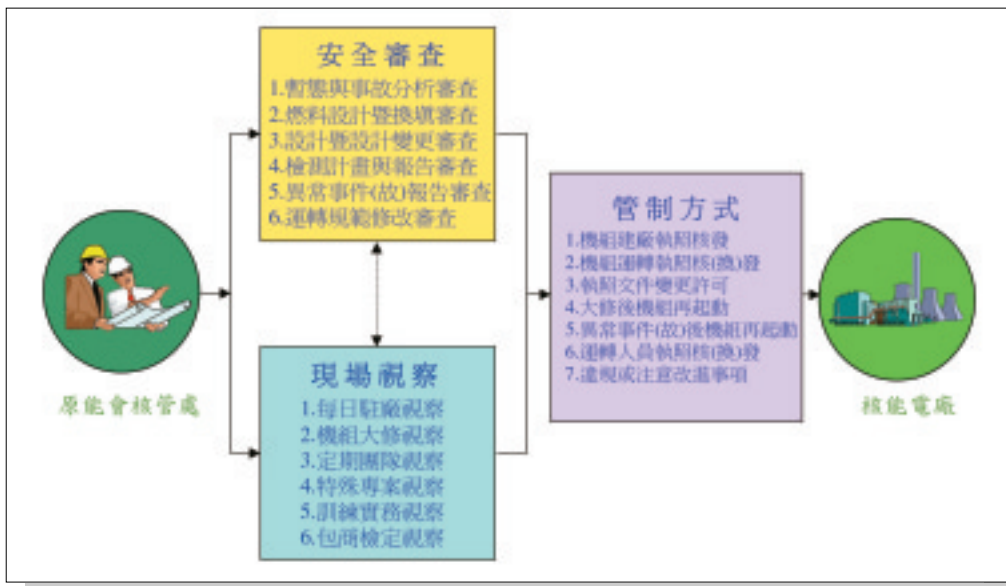 安全審查
1.暫態與事故分析審查
2.燃料設計暨換填審查
3.設計暨設計變更審查
4.檢測計畫與報告審查
5.異常事件(故)報告審查
6.運轉規範修改審查
原能會核管處
現場視察
1.每日駐廠視察
2.機組大修視察
3.定期團隊視察
4.特殊專案視察
5.訓練實務視察
6.包商檢定視察
管制方式
1.機組建廠執照核發
2.機組運轉執照核(換)發
3.執照文件變更許可
4.大修後機組再起動
5.異常事件(故)後機組再起動
6.運轉人員執照核(換)發
7.違規或注意改進事項
核能電廠